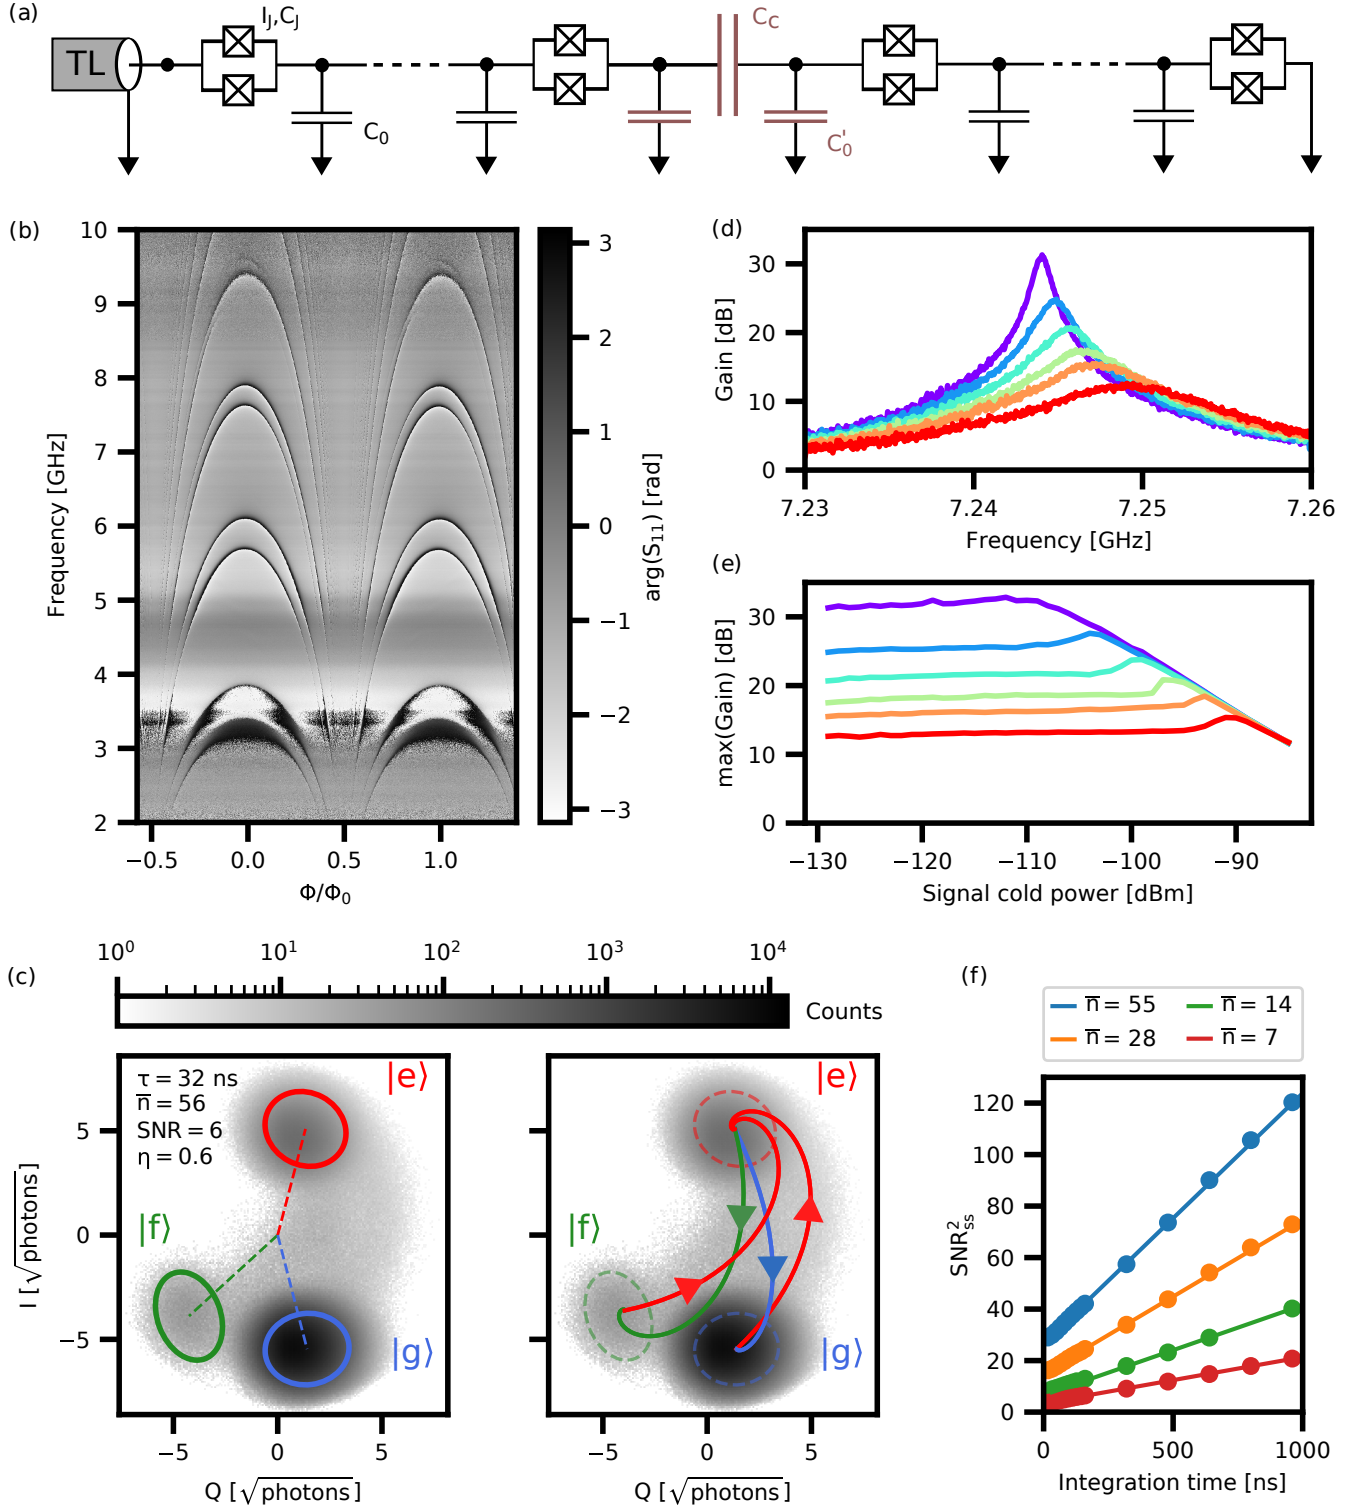 (a)
TL
I_J,C_J
C_0
C_C
C_0'
(b)
10
9
8
7
6
5
4
3
2
Frequency [GHz]
−0.5
0.0
0.5
1.0
Φ/Φ_0
3
2
1
0
−1
−2
−3
arg(S_11) [rad]
(d)
30
20
10
0
Gain [dB]
7.23
7.24
7.25
7.26
Frequency [GHz]
(e)
30
20
10
0
max(Gain) [dB]
−130
−120
−110
−100
−90
Signal cold power [dBm]
(c)
10^0
10^1
10^2
10^3
10^4
Counts
τ = 32 ns
n̅ = 56
SNR = 6
η = 0.6
|e⟩
|f⟩
|g⟩
5
0
−5
I [√photons]
−5
0
5
Q [√photons]
|e⟩
|f⟩
|g⟩
−5
0
5
Q [√photons]
(f)
n̅ = 55
n̅ = 14
n̅ = 28
n̅ = 7
120
100
80
60
40
20
0
SNR²_ss
0
500
1000
Integration time [ns]